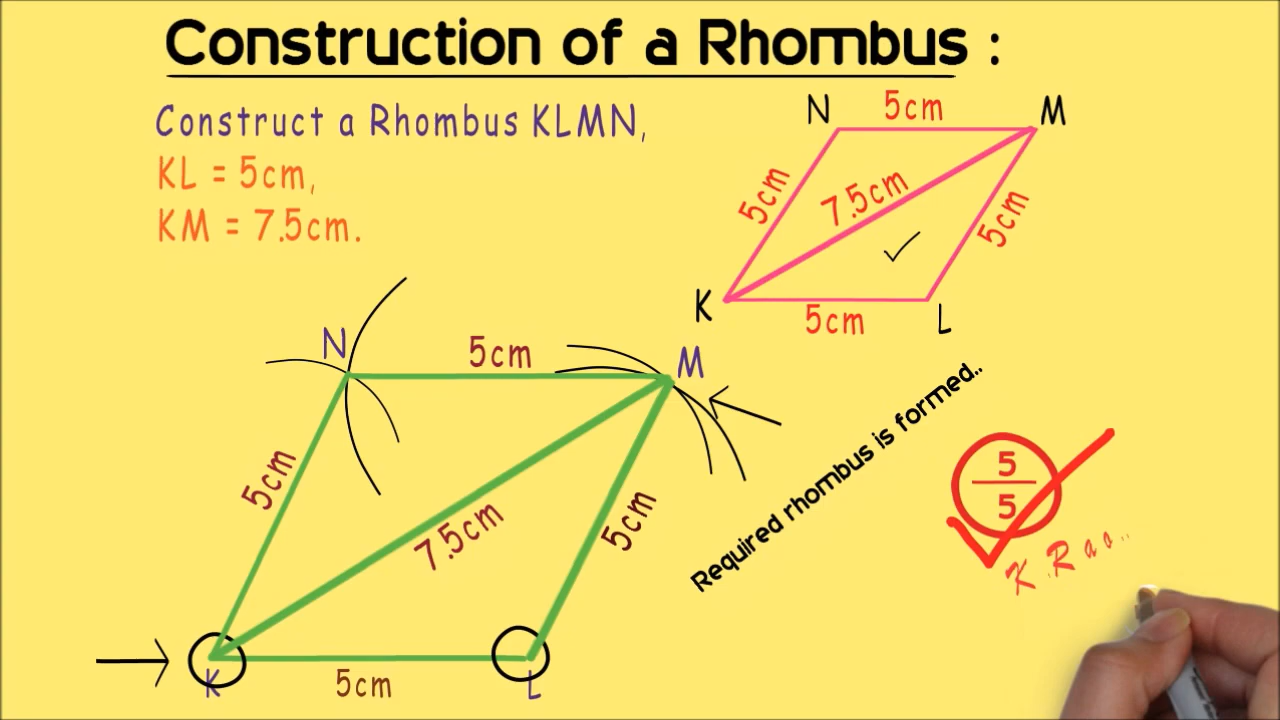 Construction of a Rhombus :
Construct a Rhombus KLMN,
KL = 5cm,
KM = 7.5cm.
N 5cm M
5cm
7.5cm
5cm
K
5cm
L
N
5cm
M
5cm
7.5cm
5cm
K
5cm
L
Required rhombus is formed..
5
5
K.Rao..